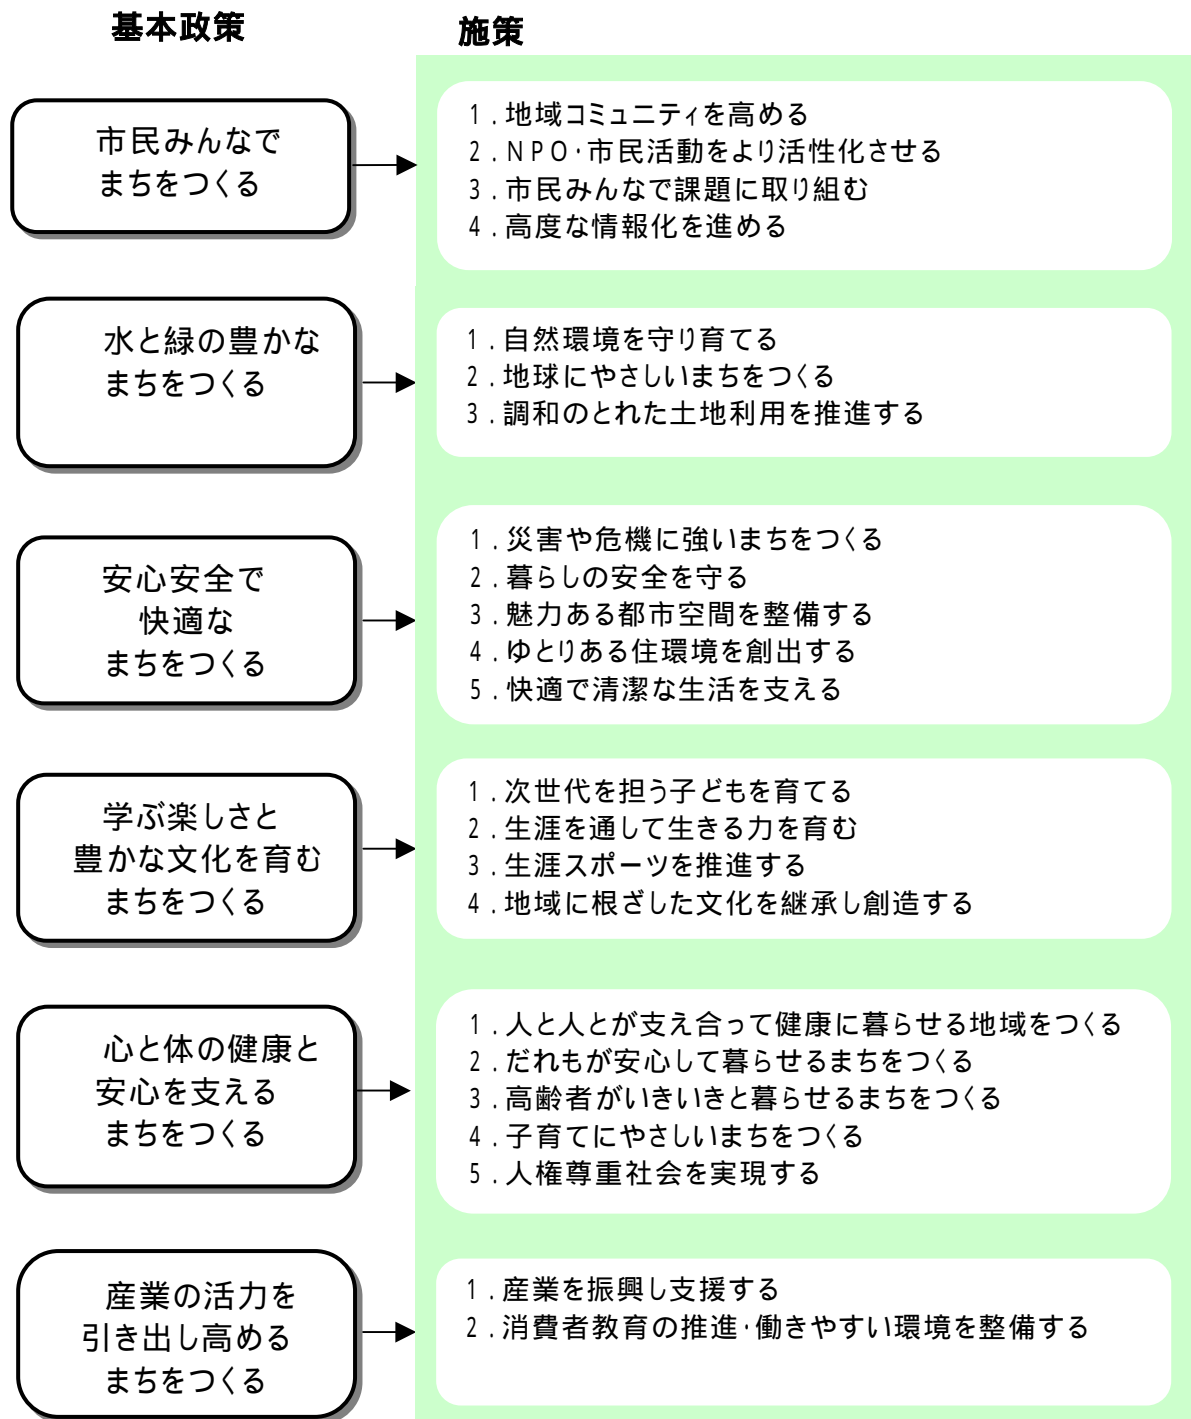 基本政策
施策
市民みんなで
まちをつくる
1.地域コミュニティを高める
2.NPO・市民活動をより活性化させる
3.市民みんなで課題に取り組む
4.高度な情報化を進める
水と緑の豊かな
まちをつくる
1.自然環境を守り育てる
2.地球にやさしいまちをつくる
3.調和のとれた土地利用を推進する
安心安全で
快適な
まちをつくる
1.災害や危機に強いまちをつくる
2.暮らしの安全を守る
3.魅力ある都市空間を整備する
4.ゆとりある住環境を創出する
5.快適で清潔な生活を支える
学ぶ楽しさと
豊かな文化を育む
まちをつくる
1.次世代を担う子どもを育てる
2.生涯を通して生きる力を育む
3.生涯スポーツを推進する
4.地域に根ざした文化を継承し創造する
心と体の健康と
安心を支える
まちをつくる
1.人と人とが支え合って健康に暮らせる地域をつくる
2.だれもが安心して暮らせるまちをつくる
3.高齢者がいきいきと暮らせるまちをつくる
4.子育てにやさしいまちをつくる
5.人権尊重社会を実現する
産業の活力を
引き出し高める
まちをつくる
1.産業を振興し支援する
2.消費者教育の推進・働きやすい環境を整備する